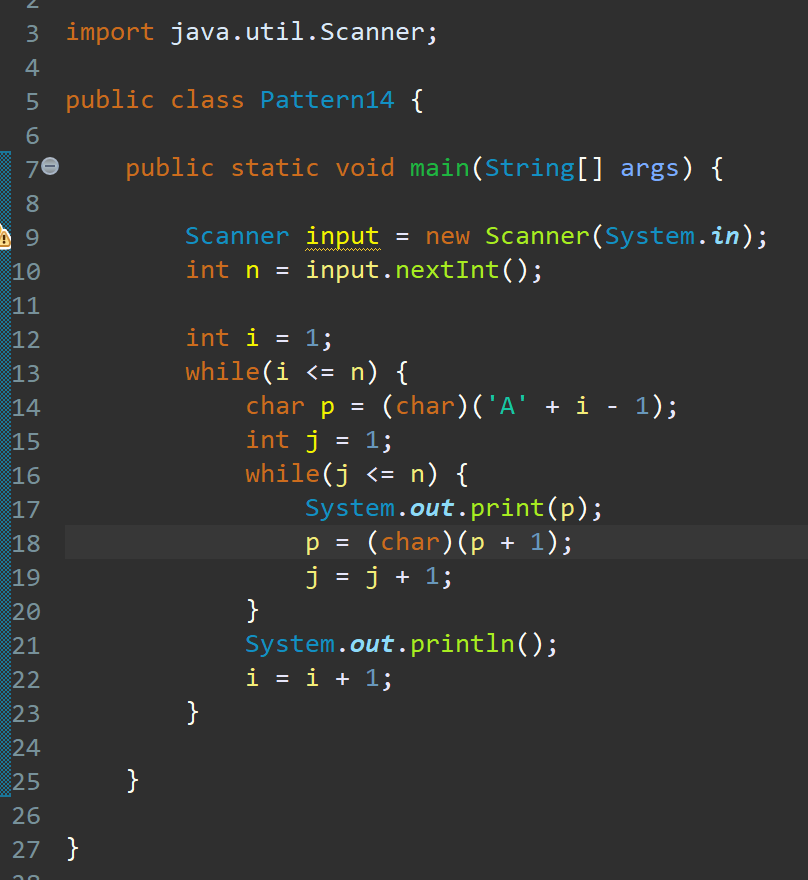 3 import java.util.Scanner;
4
5 public class Pattern14 {
6
7 public static void main(String[] args) {
8
9 Scanner input = new Scanner(System.in);
10 int n = input.nextInt();
11
12 int i = 1;
13 while(i <= n) {
14 char p = (char)('A' + i - 1);
15 int j = 1;
16 while(j <= n) {
17 System.out.print(p);
18 p = (char)(p + 1);
19 j = j + 1;
20 }
21 System.out.println();
22 i = i + 1;
23 }
24
25 }
26
27 }